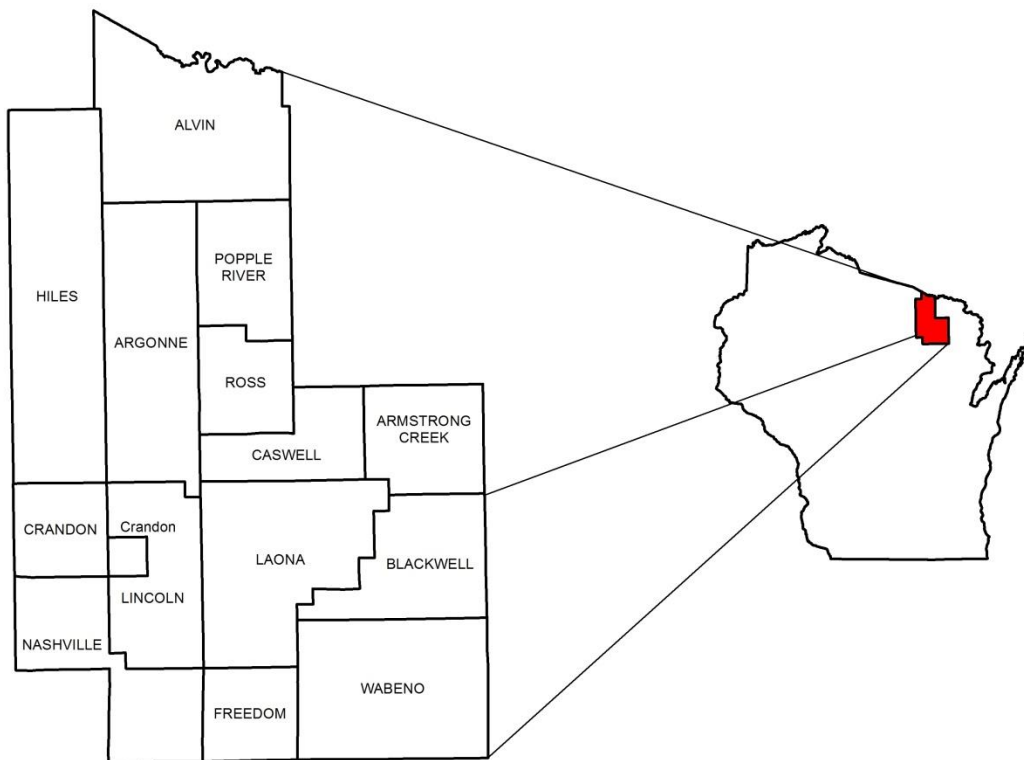 ALVIN
HILES
POPPLE
RIVER
ARGONNE
ROSS
ARMSTRONG
CREEK
CASWELL
CRANDON
Crandon
LAONA
BLACKWELL
LINCOLN
NASHVILLE
WABENO
FREEDOM